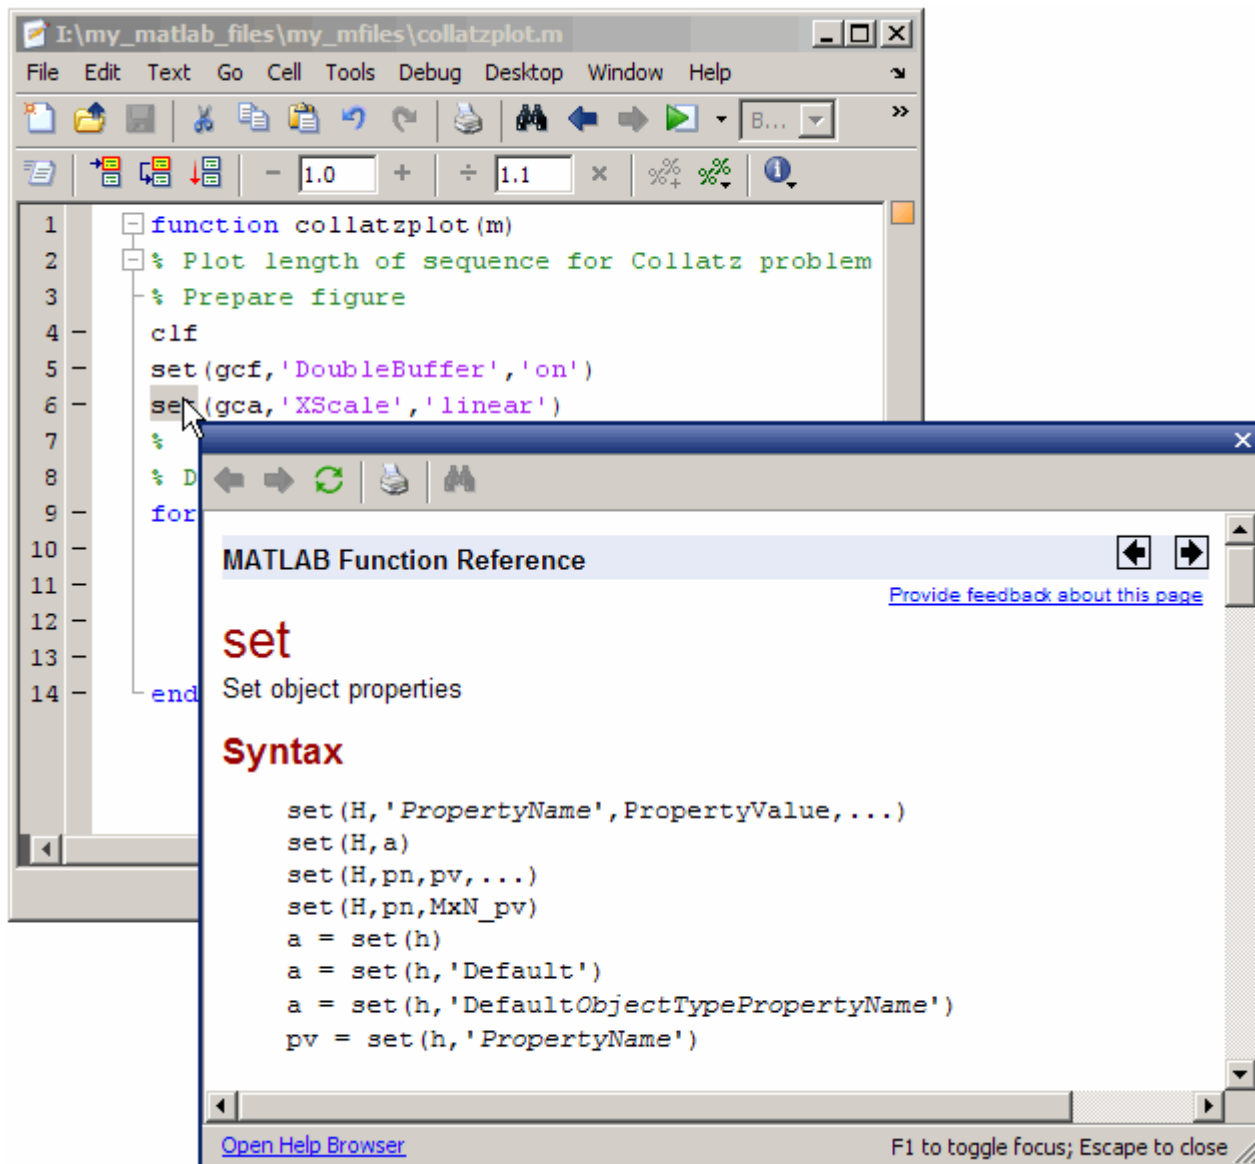 I:\my_matlab_files\my_mfiles\collatzplot.m
File Edit Text Go Cell Tools Debug Desktop Window Help
B...
1.0 1.1
1 function collatzplot(m)
2 % Plot length of sequence for Collatz problem
3 % Prepare figure
4 clf
5 set(gcf,'DoubleBuffer','on')
6 set(gca,'XScale','linear')
7 %
8 % D
9 for
10
11
12
13
14 end
MATLAB Function Reference
Provide feedback about this page
set
Set object properties
Syntax
set(H,'PropertyName',PropertyValue,...)
set(H,a)
set(H,pn,pv,...)
set(H,pn,MxN_pv)
a = set(h)
a = set(h,'Default')
a = set(h,'DefaultObjectTypePropertyName')
pv = set(h,'PropertyName')
Open Help Browser F1 to toggle focus; Escape to close